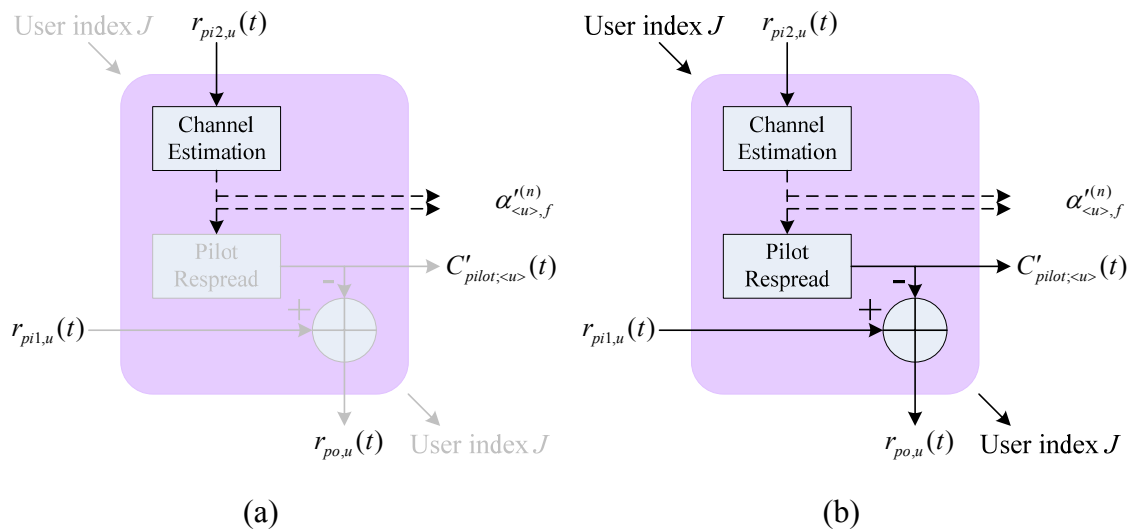 User index J
r_{pi2,u}(t)
Channel
Estimation
α'^{(n)}_{<u>,f}
Pilot
Respread
C'_{pilot;<u>}(t)
-
+
r_{pi1,u}(t)
r_{po,u}(t)
User index J
(a)
User index J
r_{pi2,u}(t)
Channel
Estimation
α'^{(n)}_{<u>,f}
Pilot
Respread
C'_{pilot;<u>}(t)
-
+
r_{pi1,u}(t)
r_{po,u}(t)
User index J
(b)